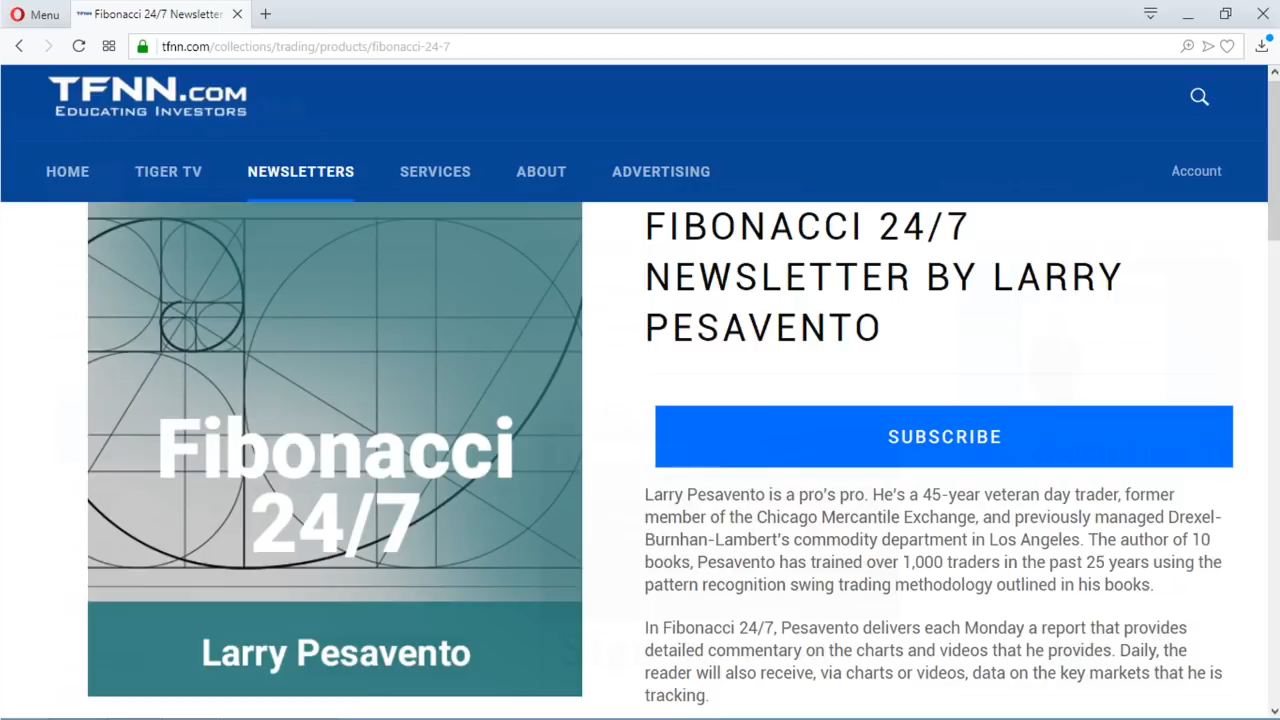 Menu
Fibonacci 24/7 Newsletter
tfnn.com/collections/trading/products/fibonacci-24-7
TFNN.COM
EDUCATING INVESTORS
HOME
TIGER TV
NEWSLETTERS
SERVICES
ABOUT
ADVERTISING
Account
Fibonacci
24/7
Larry Pesavento
FIBONACCI 24/7
NEWSLETTER BY LARRY
PESAVENTO
SUBSCRIBE
Larry Pesavento is a pro's pro. He's a 45-year veteran day trader, former
member of the Chicago Mercantile Exchange, and previously managed Drexel-
Burnhan-Lambert's commodity department in Los Angeles. The author of 10
books, Pesavento has trained over 1,000 traders in the past 25 years using the
pattern recognition swing trading methodology outlined in his books.
In Fibonacci 24/7, Pesavento delivers each Monday a report that provides
detailed commentary on the charts and videos that he provides. Daily, the
reader will also receive, via charts or videos, data on the key markets that he is
tracking.